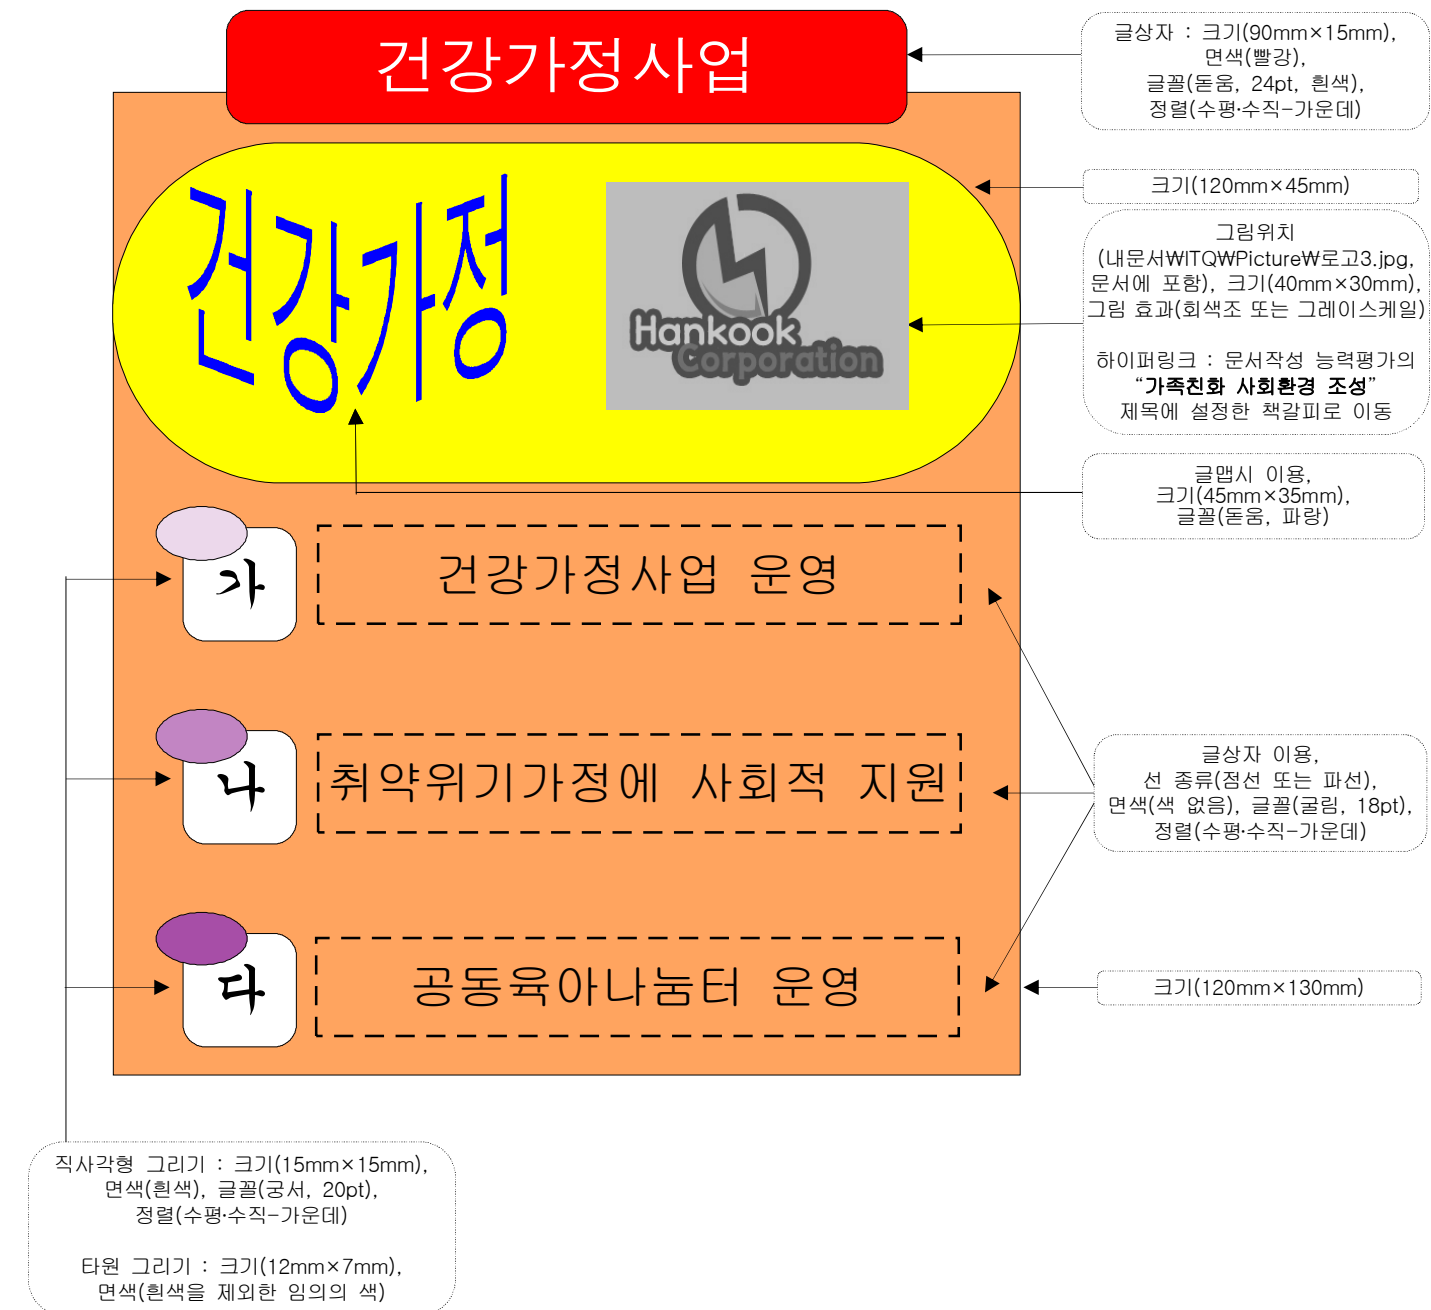 건강가정사업
글상자 : 크기(90mm×15mm),
면색(빨강),
글꼴(돋움, 24pt, 흰색),
정렬(수평·수직-가운데)
건강가정
Hankook
Corporation
크기(120mm×45mm)
그림위치
(내문서₩ITQ₩Picture₩로고3.jpg,
문서에 포함), 크기(40mm×30mm),
그림 효과(회색조 또는 그레이스케일)
하이퍼링크 : 문서작성 능력평가의
“가족친화 사회환경 조성”
제목에 설정한 책갈피로 이동
글맵시 이용,
크기(45mm×35mm),
글꼴(돋움, 파랑)
가
건강가정사업 운영
나
취약위기가정에 사회적 지원
글상자 이용,
선 종류(점선 또는 파선),
면색(색 없음), 글꼴(굴림, 18pt),
정렬(수평·수직-가운데)
다
공동육아나눔터 운영
크기(120mm×130mm)
직사각형 그리기 : 크기(15mm×15mm),
면색(흰색), 글꼴(궁서, 20pt),
정렬(수평·수직-가운데)
타원 그리기 : 크기(12mm×7mm),
면색(흰색을 제외한 임의의 색)